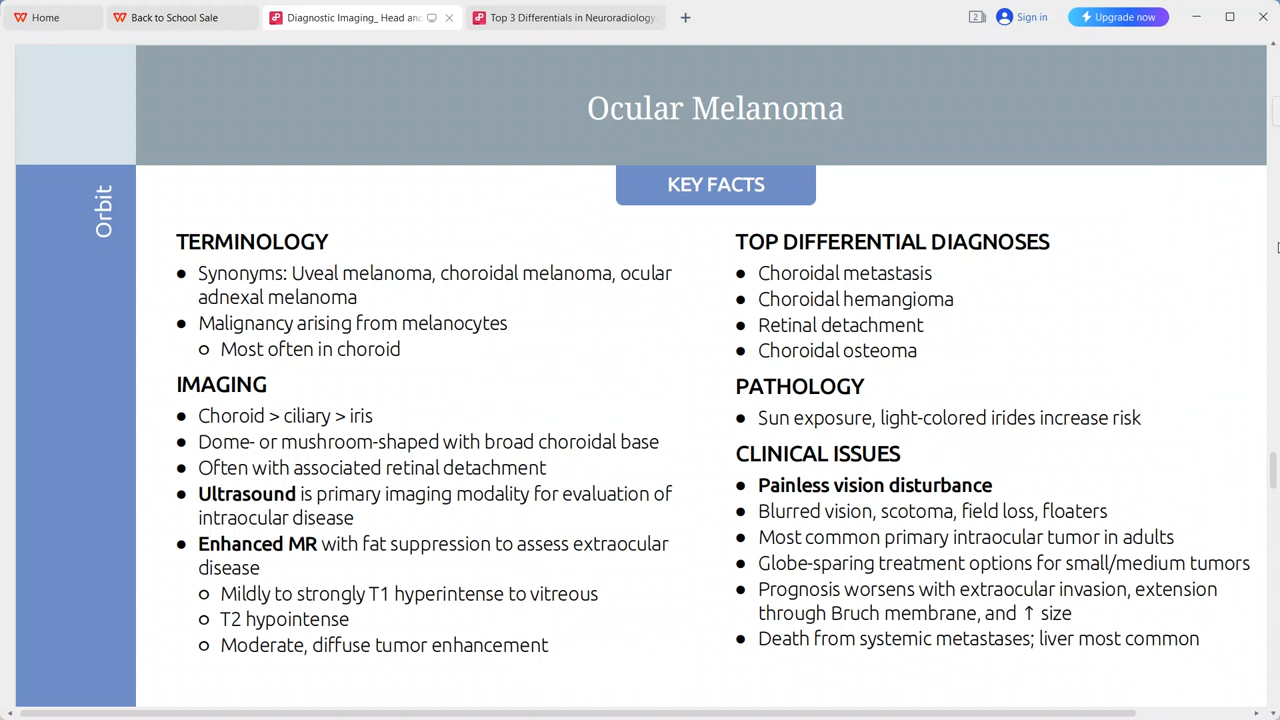 Home
Back to School Sale
Diagnostic Imaging_ Head and
Top 3 Differentials in Neuroradiology
2
Sign in
Upgrade now
Ocular Melanoma
Orbit
KEY FACTS
TERMINOLOGY
● Synonyms: Uveal melanoma, choroidal melanoma, ocular
adnexal melanoma
● Malignancy arising from melanocytes
○ Most often in choroid
IMAGING
● Choroid > ciliary > iris
● Dome- or mushroom-shaped with broad choroidal base
● Often with associated retinal detachment
● Ultrasound is primary imaging modality for evaluation of
intraocular disease
● Enhanced MR with fat suppression to assess extraocular
disease
○ Mildly to strongly T1 hyperintense to vitreous
○ T2 hypointense
○ Moderate, diffuse tumor enhancement
TOP DIFFERENTIAL DIAGNOSES
● Choroidal metastasis
● Choroidal hemangioma
● Retinal detachment
● Choroidal osteoma
PATHOLOGY
● Sun exposure, light-colored irides increase risk
CLINICAL ISSUES
● Painless vision disturbance
● Blurred vision, scotoma, field loss, floaters
● Most common primary intraocular tumor in adults
● Globe-sparing treatment options for small/medium tumors
● Prognosis worsens with extraocular invasion, extension
through Bruch membrane, and ↑ size
● Death from systemic metastases; liver most common